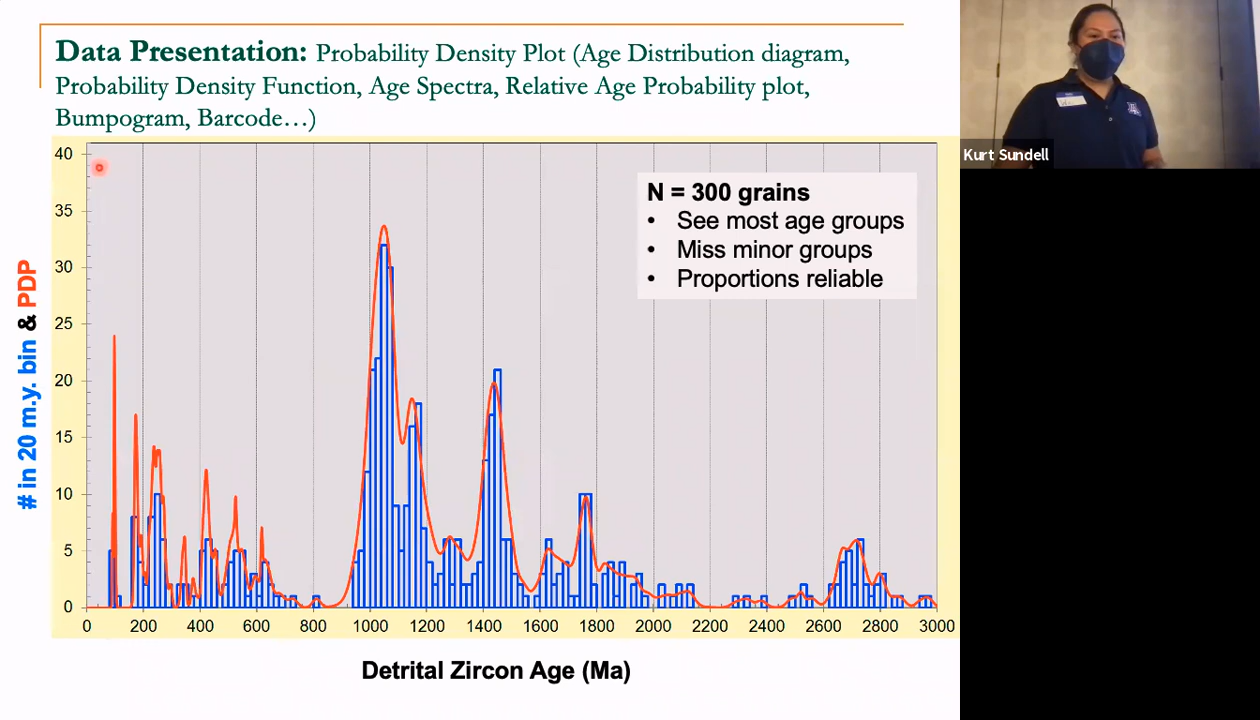 Data Presentation: Probability Density Plot (Age Distribution diagram,
Probability Density Function, Age Spectra, Relative Age Probability plot,
Bumpogram, Barcode…)
# in 20 m.y. bin & PDP
40
35
30
25
20
15
10
5
0
N = 300 grains
• See most age groups
• Miss minor groups
• Proportions reliable
0 200 400 600 800 1000 1200 1400 1600 1800 2000 2200 2400 2600 2800 3000
Detrital Zircon Age (Ma)
Kurt Sundell